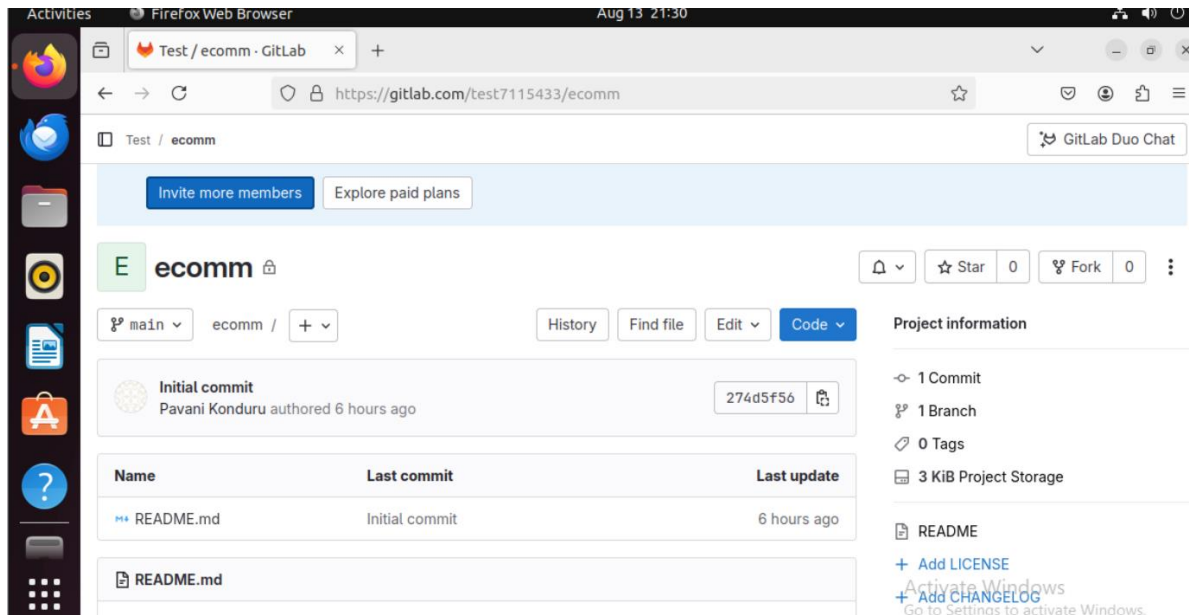 Activities Firefox Web Browser Aug 13 21:30
Test / ecomm · GitLab
https://gitlab.com/test7115433/ecomm
Test / ecomm GitLab Duo Chat
Invite more members Explore paid plans
E ecomm Star 0 Fork 0
main ecomm / + History Find file Edit Code Project information
Initial commit
Pavani Konduru authored 6 hours ago
274d5f56
1 Commit
1 Branch
0 Tags
3 KiB Project Storage
Name Last commit Last update
README.md Initial commit 6 hours ago
README
+ Add LICENSE
+ Add CHANGELOG
README.md
Activate Windows
Go to Settings to activate Windows.